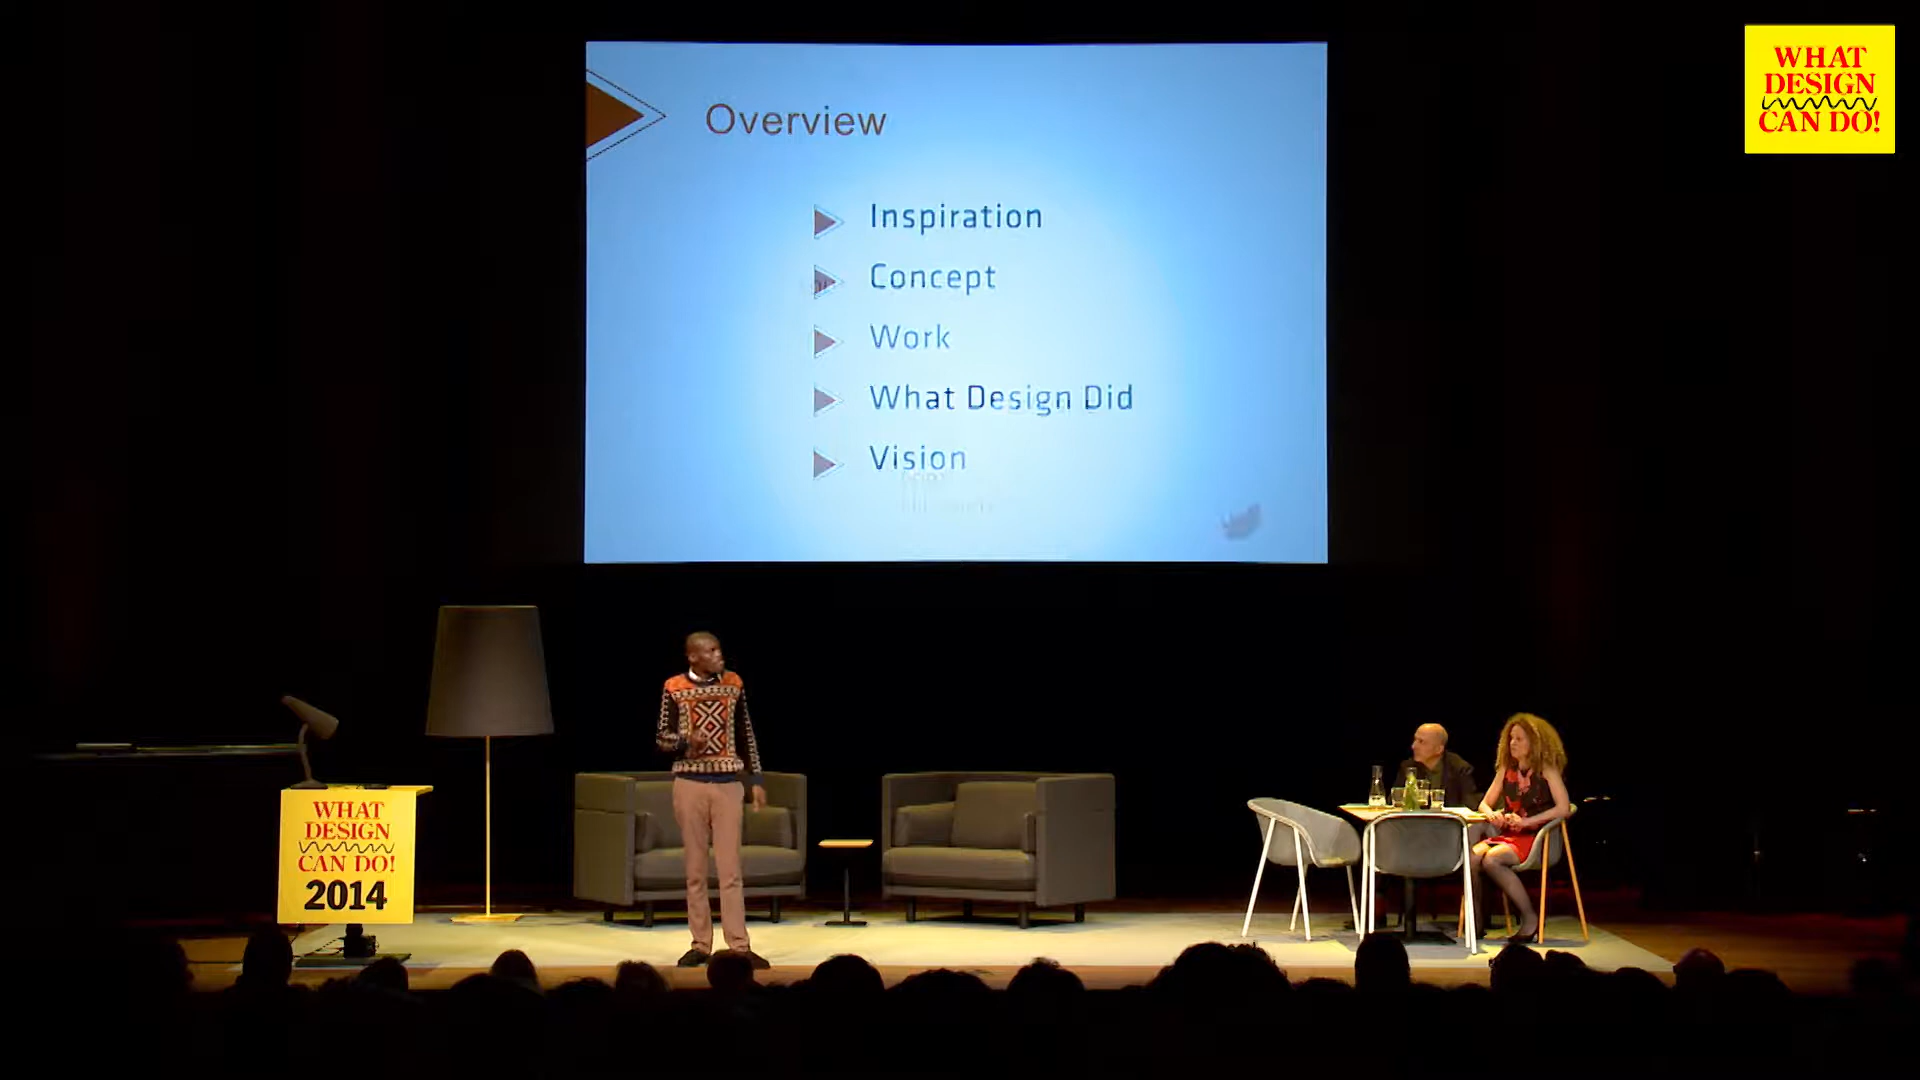 Overview
Inspiration
Concept
Work
What Design Did
Vision
WHAT
DESIGN
CAN DO!
WHAT
DESIGN
CAN DO!
2014